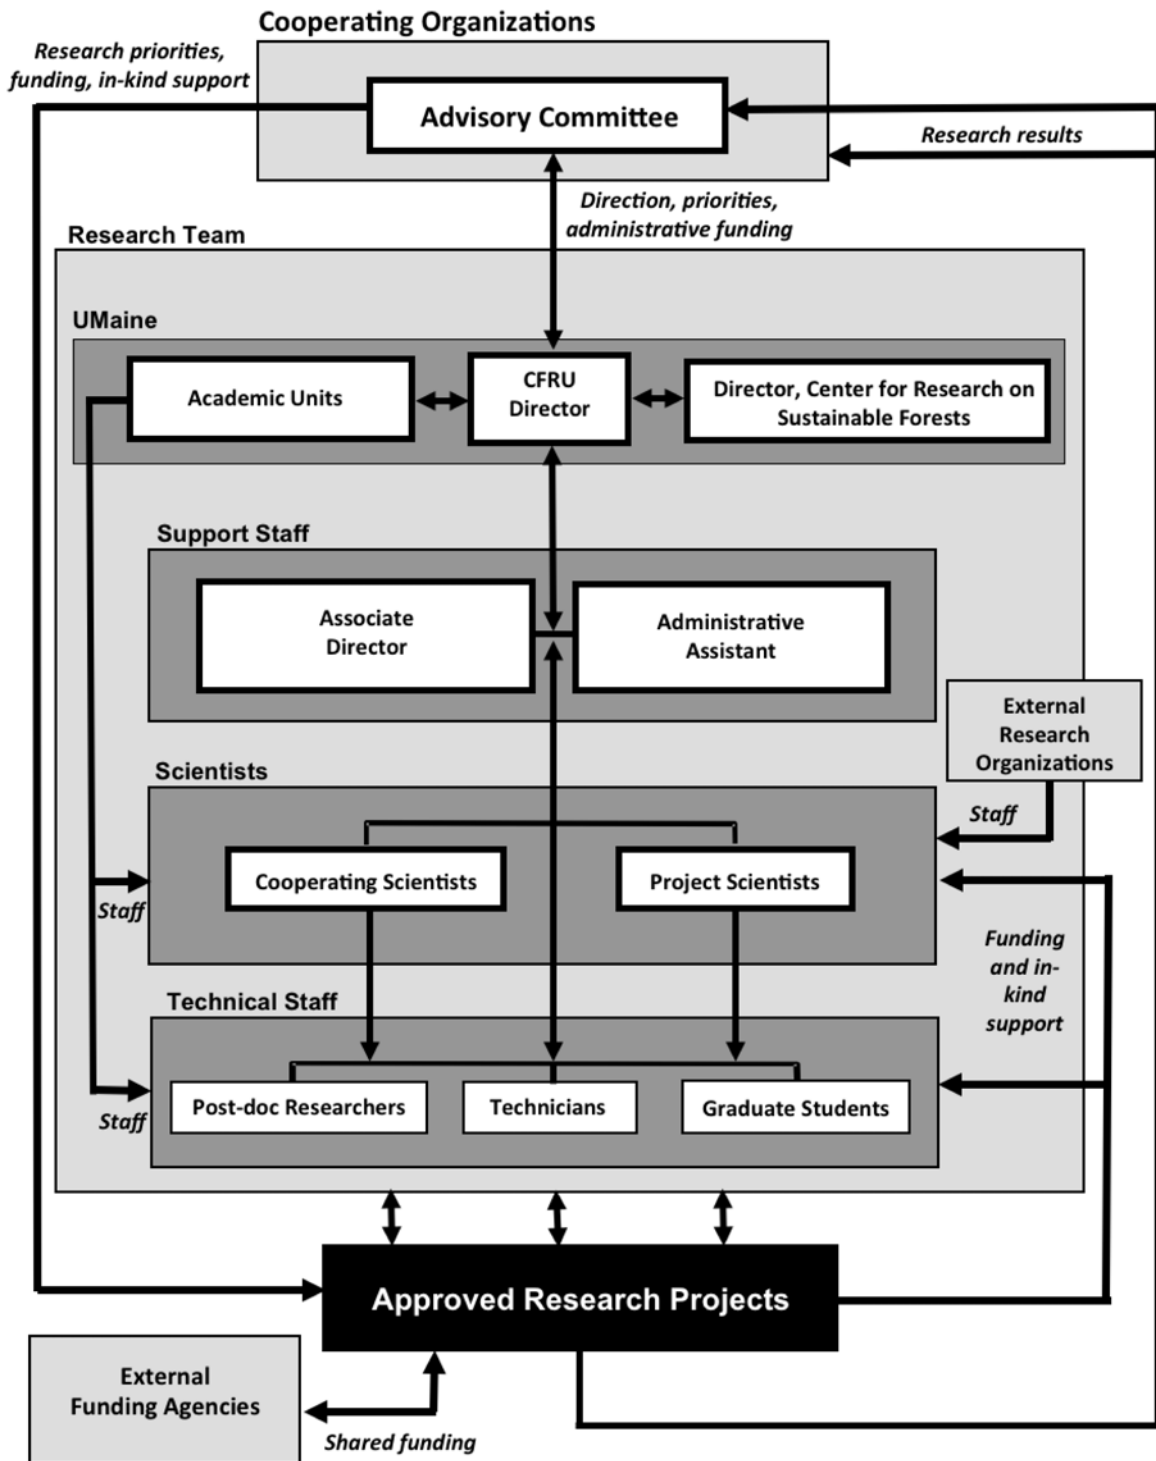 Cooperating Organizations
Research priorities,
funding, in-kind support
Advisory Committee
Research results
Direction, priorities,
administrative funding
Research Team
UMaine
Academic Units
CFRU
Director
Director, Center for Research on
Sustainable Forests
Support Staff
Associate
Director
Administrative
Assistant
External
Research
Organizations
Scientists
Staff
Cooperating Scientists
Project Scientists
Staff
Funding
and in-
kind
support
Technical Staff
Post-doc Researchers
Technicians
Graduate Students
Staff
Approved Research Projects
External
Funding Agencies
Shared funding